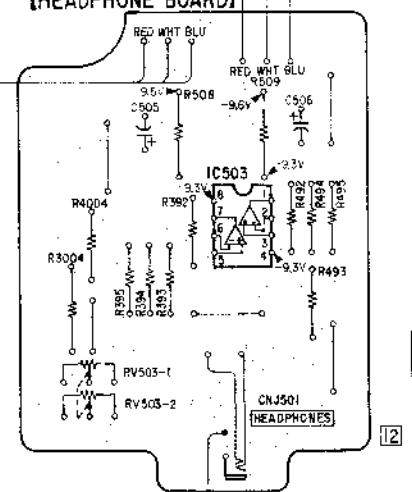 [HEADPHONE BOARD]
RED WHT BLU
RED WHT BLU
9.6V
R508
R509
-9.6V
C505
C506
+
+
IC503
-9.3V
9.3V
8
1
7
2
6
3
5
4
R392
R492
R494
R495
R4004
R3004
-9.3V
R493
R395
R394
R393
RV503-1
RV503-2
CNJ501
HEADPHONES
12